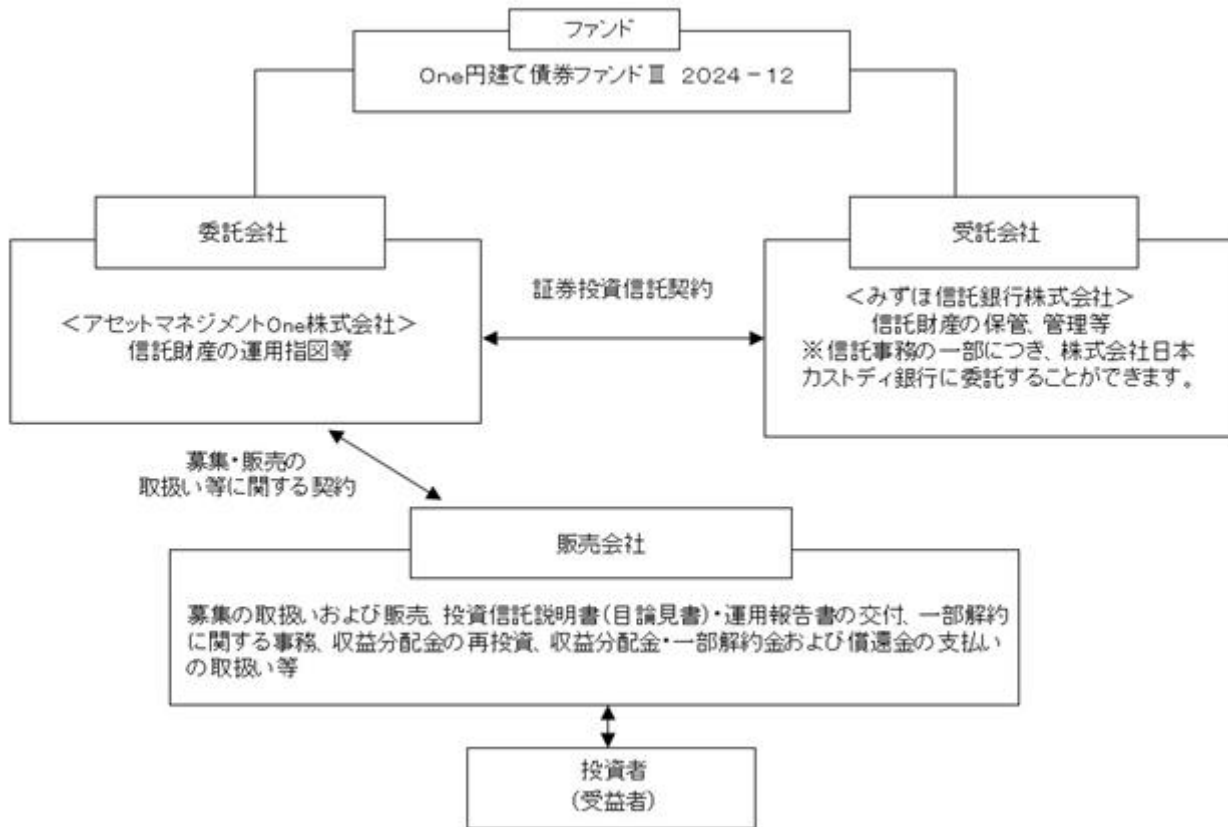 ファンド
One円建て債券ファンドⅢ 2024－12
委託会社
＜アセットマネジメントOne株式会社＞
信託財産の運用指図等
証券投資信託契約
受託会社
＜みずほ信託銀行株式会社＞
信託財産の保管、管理等
※信託事務の一部につき、株式会社日本
カストディ銀行に委託することができます。
募集・販売の
取扱い等に関する契約
販売会社
募集の取扱いおよび販売、投資信託説明書(目論見書)・運用報告書の交付、一部解約
に関する事務、収益分配金の再投資、収益分配金・一部解約金および償還金の支払い
の取扱い等
投資者
(受益者)